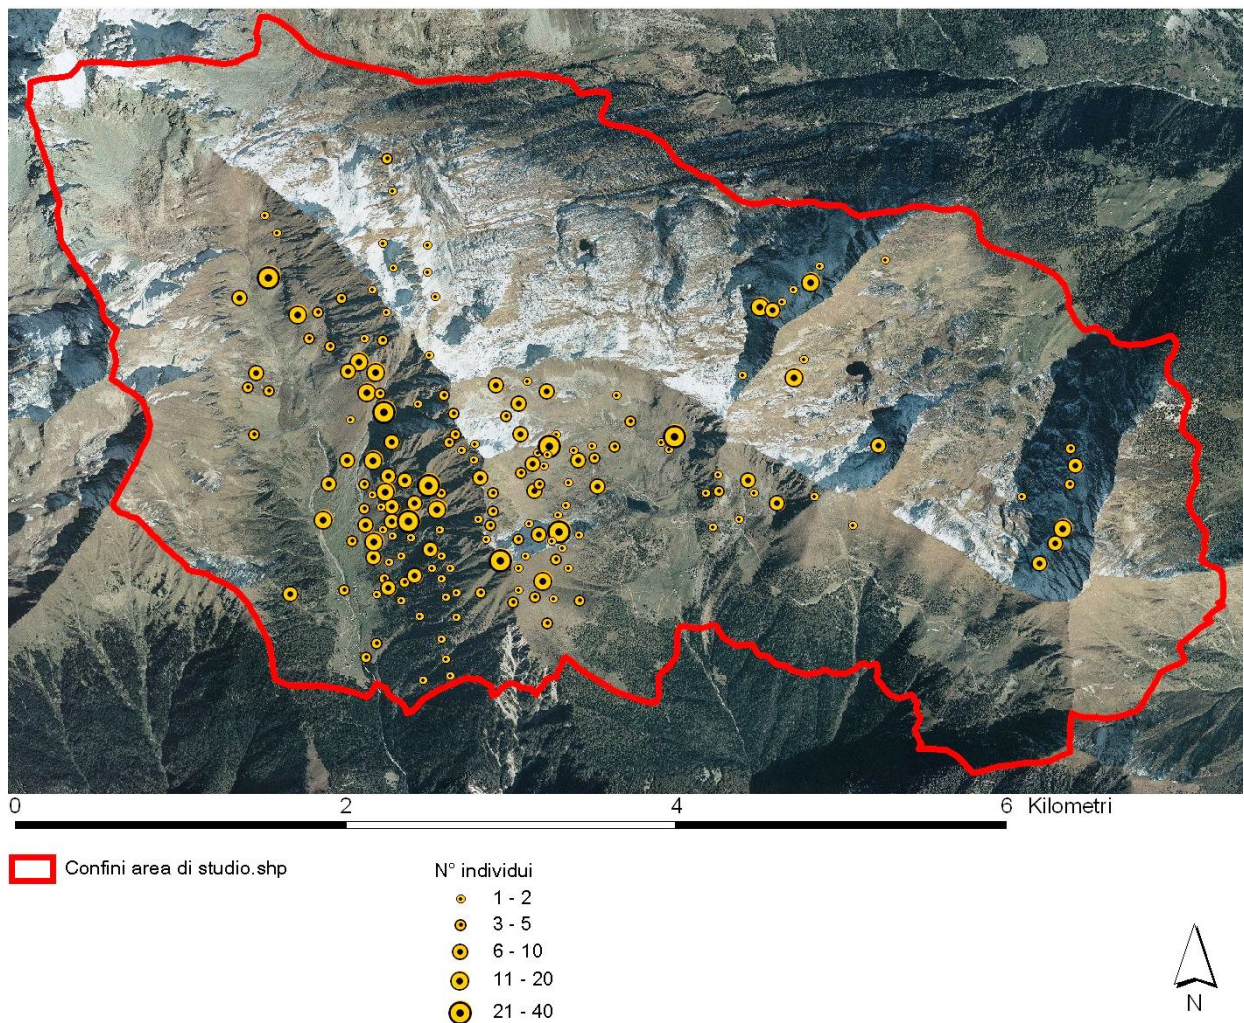 0 2 4 6 Kilometri
Confini area di studio.shp
N° individui
1 - 2
3 - 5
6 - 10
11 - 20
21 - 40
N